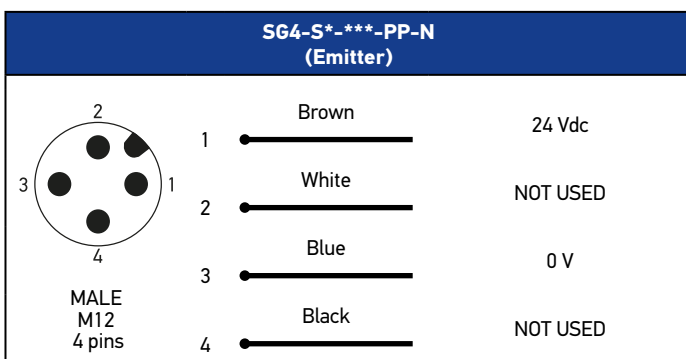 SG4-S*-***-PP-N
(Emitter)
2
3
1
4
MALE
M12
4 pins
1 Brown 24 Vdc
2 White NOT USED
3 Blue 0 V
4 Black NOT USED